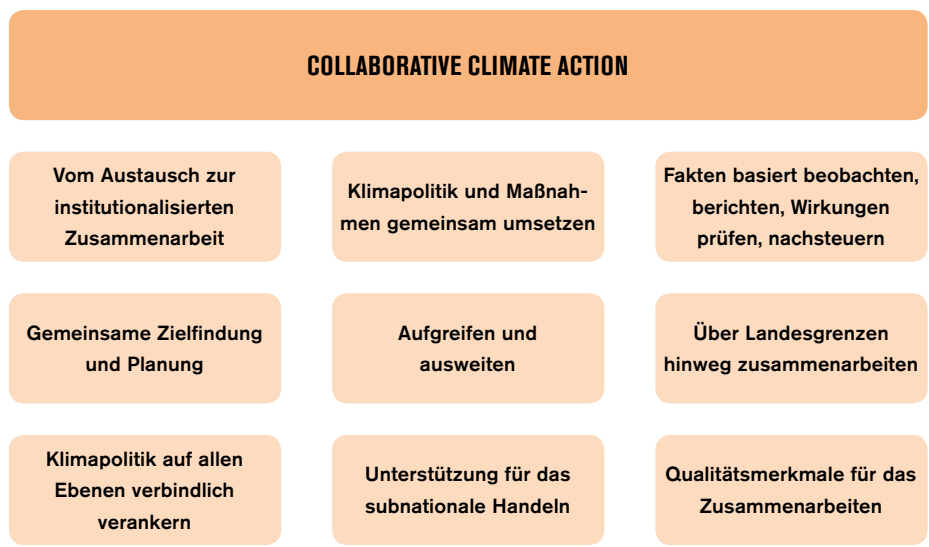 COLLABORATIVE CLIMATE ACTION
Vom Austausch zur
institutionalisierten
Zusammenarbeit
Klimapolitik und Maßnah-
men gemeinsam umsetzen
Fakten basiert beobachten,
berichten, Wirkungen
prüfen, nachsteuern
Gemeinsame Zielfindung
und Planung
Aufgreifen und
ausweiten
Über Landesgrenzen
hinweg zusammenarbeiten
Klimapolitik auf allen
Ebenen verbindlich
verankern
Unterstützung für das
subnationale Handeln
Qualitätsmerkmale für das
Zusammenarbeiten